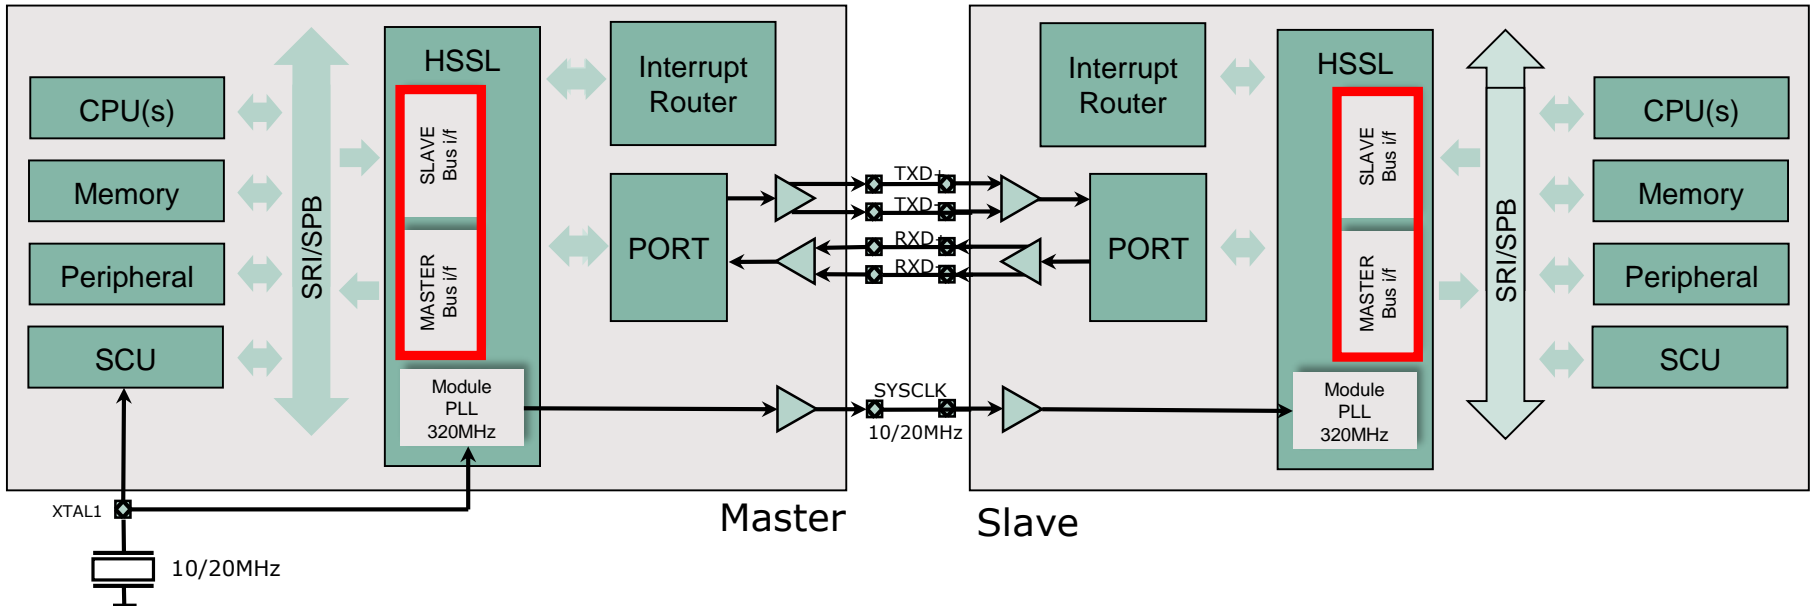 HSSL
Interrupt
Router
CPU(s)
Memory
Peripheral
SCU
SRI/SPB
SLAVE
Bus i/f
MASTER
Bus i/f
Module
PLL
320MHz
PORT
XTAL1
10/20MHz
Master
TXD+
TXD-
RXD+
RXD-
SYSCLK
10/20MHz
Interrupt
Router
HSSL
PORT
SLAVE
Bus i/f
MASTER
Bus i/f
Module
PLL
320MHz
SRI/SPB
CPU(s)
Memory
Peripheral
SCU
Slave